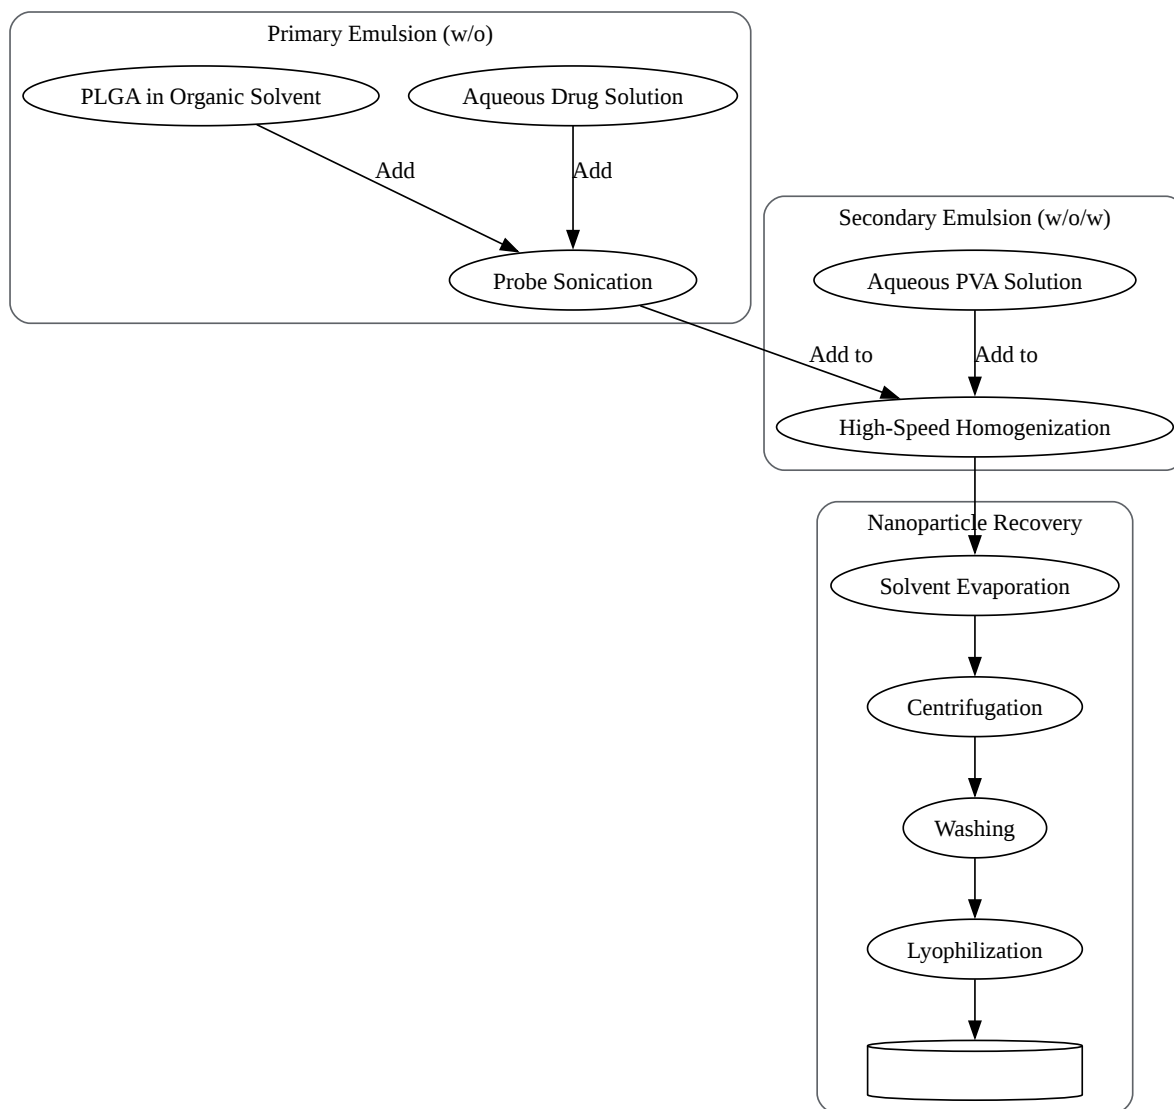 Primary Emulsion (w/o)
PLGA in Organic Solvent
Aqueous Drug Solution
Add
Add
Probe Sonication
Secondary Emulsion (w/o/w)
Aqueous PVA Solution
Add to
Add to
High-Speed Homogenization
Nanoparticle Recovery
Solvent Evaporation
Centrifugation
Washing
Lyophilization